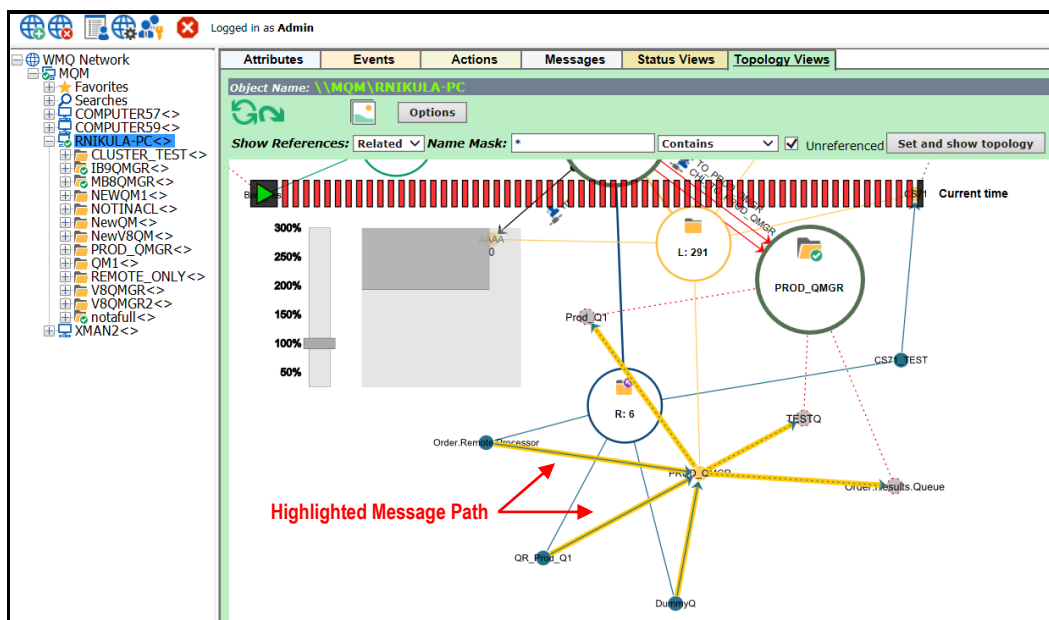 Logged in as Admin
WMQ Network
MQM
Favorites
Searches
COMPUTER57<>
COMPUTER59<>
RNIKULA-PC<>
CLUSTER_TEST<>
IB9QMGR<>
MB8QMGR<>
NEWQM1<>
NOTINACL<>
NewQM<>
NewV8QM<>
PROD_QMGR<>
QM1<>
REMOTE_ONLY<>
V8QMGR<>
V8QMGR2<>
notafull<>
XMAN2<>
Attributes Events Actions Messages Status Views Topology Views
Object Name: \\MQM\RNIKULA-PC
Options
Show References: Related Name Mask: * Contains Unreferenced Set and show topology
TO_PROD_QMGR
CS71 Current time
300%
250%
200%
150%
100%
50%
AAAA
0
L: 291
PROD_QMGR
Prod_Q1
CS71_TEST
R: 6
TESTQ
Order.Remote.Processor
PROD_QMGR
Order.Results.Queue
Highlighted Message Path
QR_Prod_Q1
DummyQ